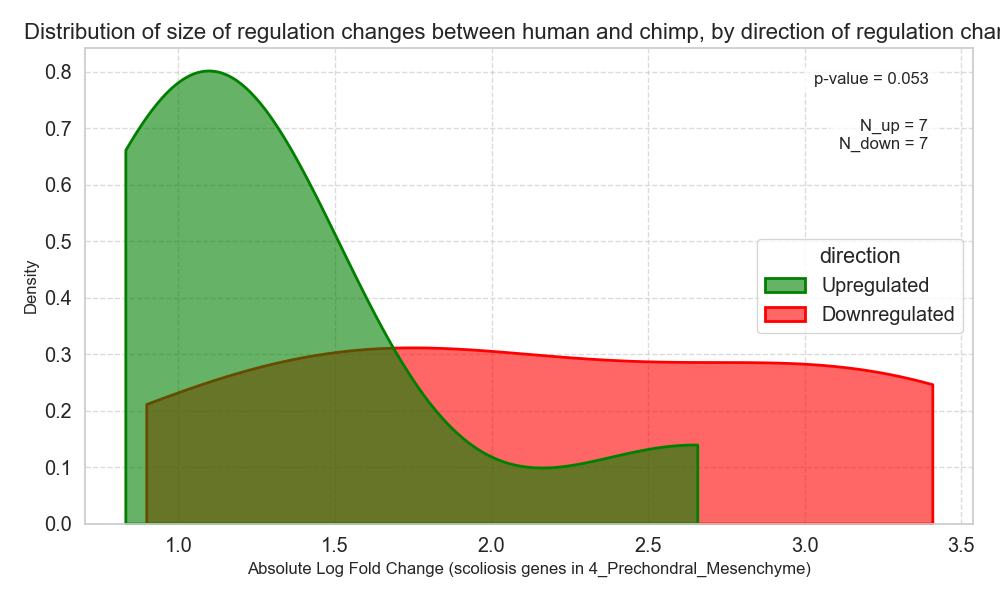 Distribution of size of regulation changes between human and chimp, by direction of regulation
p-value = 0.053
N_up = 7
N_down = 7
direction
Upregulated
Downregulated
Density
0.8
0.7
0.6
0.5
0.4
0.3
0.2
0.1
0.0
1.0 1.5 2.0 2.5 3.0 3.5
Absolute Log Fold Change (scoliosis genes in 4_Prechondral_Mesenchyme)